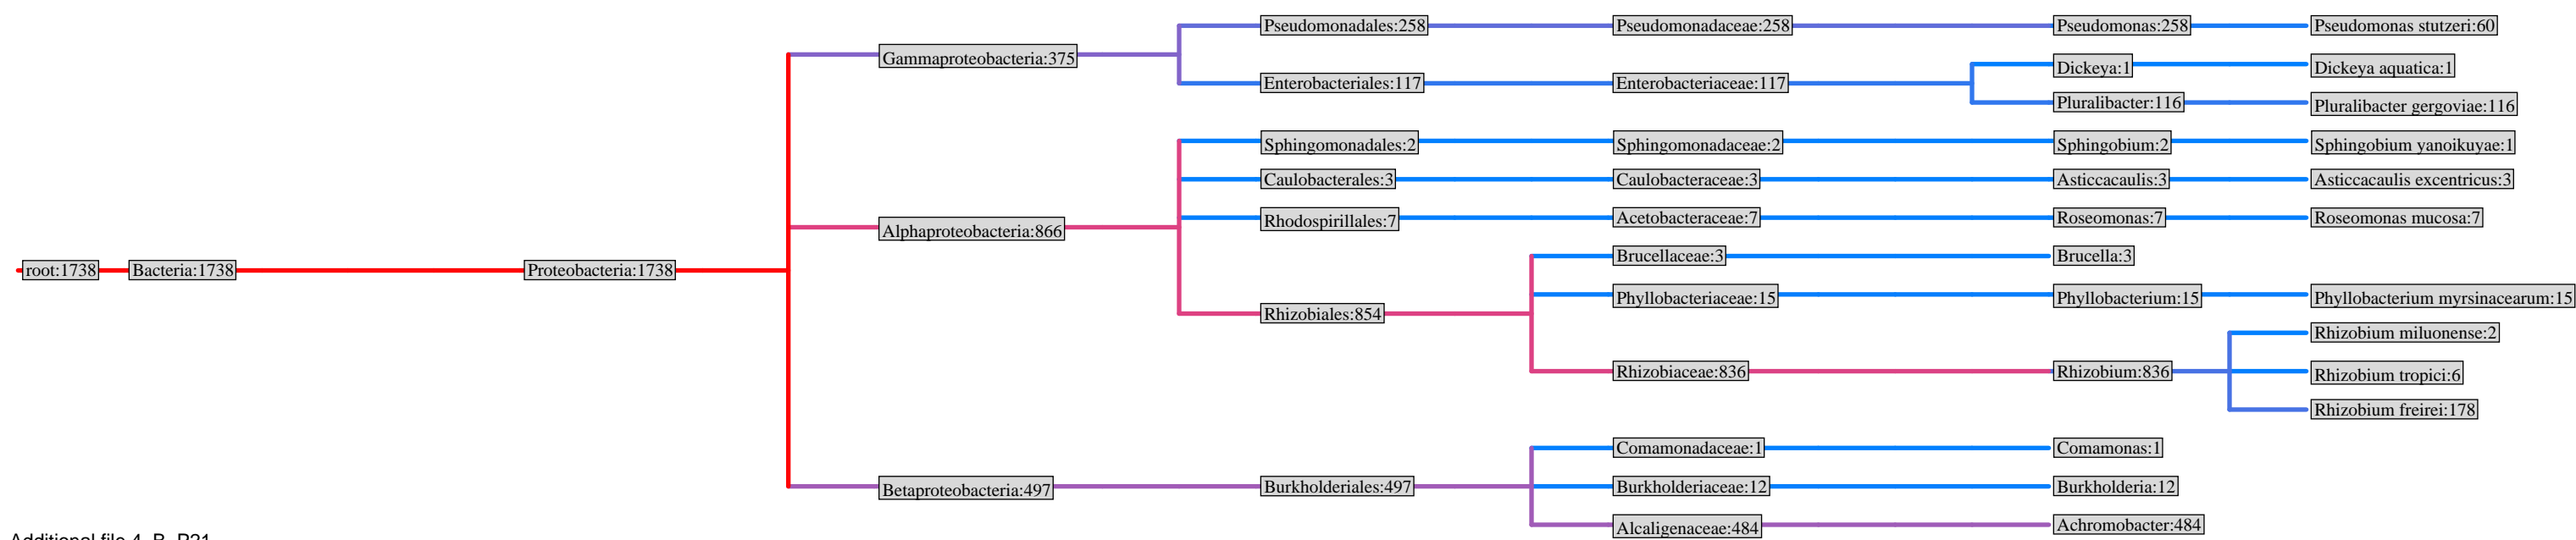 Pseudomonadales:258 Pseudomonadaceae:258 Pseudomonas:258 Pseudomonas stutzeri:60
Gammaproteobacteria:375
Dickeya:1 Dickeya aquatica:1
Enterobacteriales:117 Enterobacteriaceae:117
Pluralibacter:116 Pluralibacter gergoviae:116
Sphingomonadales:2 Sphingomonadaceae:2 Sphingobium:2 Sphingobium yanoikuyae:1
Caulobacterales:3 Caulobacteraceae:3 Asticcacaulis:3 Asticcacaulis excentricus:3
Rhodospirillales:7 Acetobacteraceae:7 Roseomonas:7 Roseomonas mucosa:7
Alphaproteobacteria:866
Brucellaceae:3 Brucella:3
root:1738 Bacteria:1738 Proteobacteria:1738
Phyllobacteriaceae:15 Phyllobacterium:15 Phyllobacterium myrsinacearum:15
Rhizobiales:854
Rhizobium miluonense:2
Rhizobiaceae:836 Rhizobium:836 Rhizobium tropici:6
Rhizobium freirei:178
Comamonadaceae:1 Comamonas:1
Betaproteobacteria:497 Burkholderiales:497 Burkholderiaceae:12 Burkholderia:12
Alcaligenaceae:484 Achromobacter:484
Additional file 4 B P21